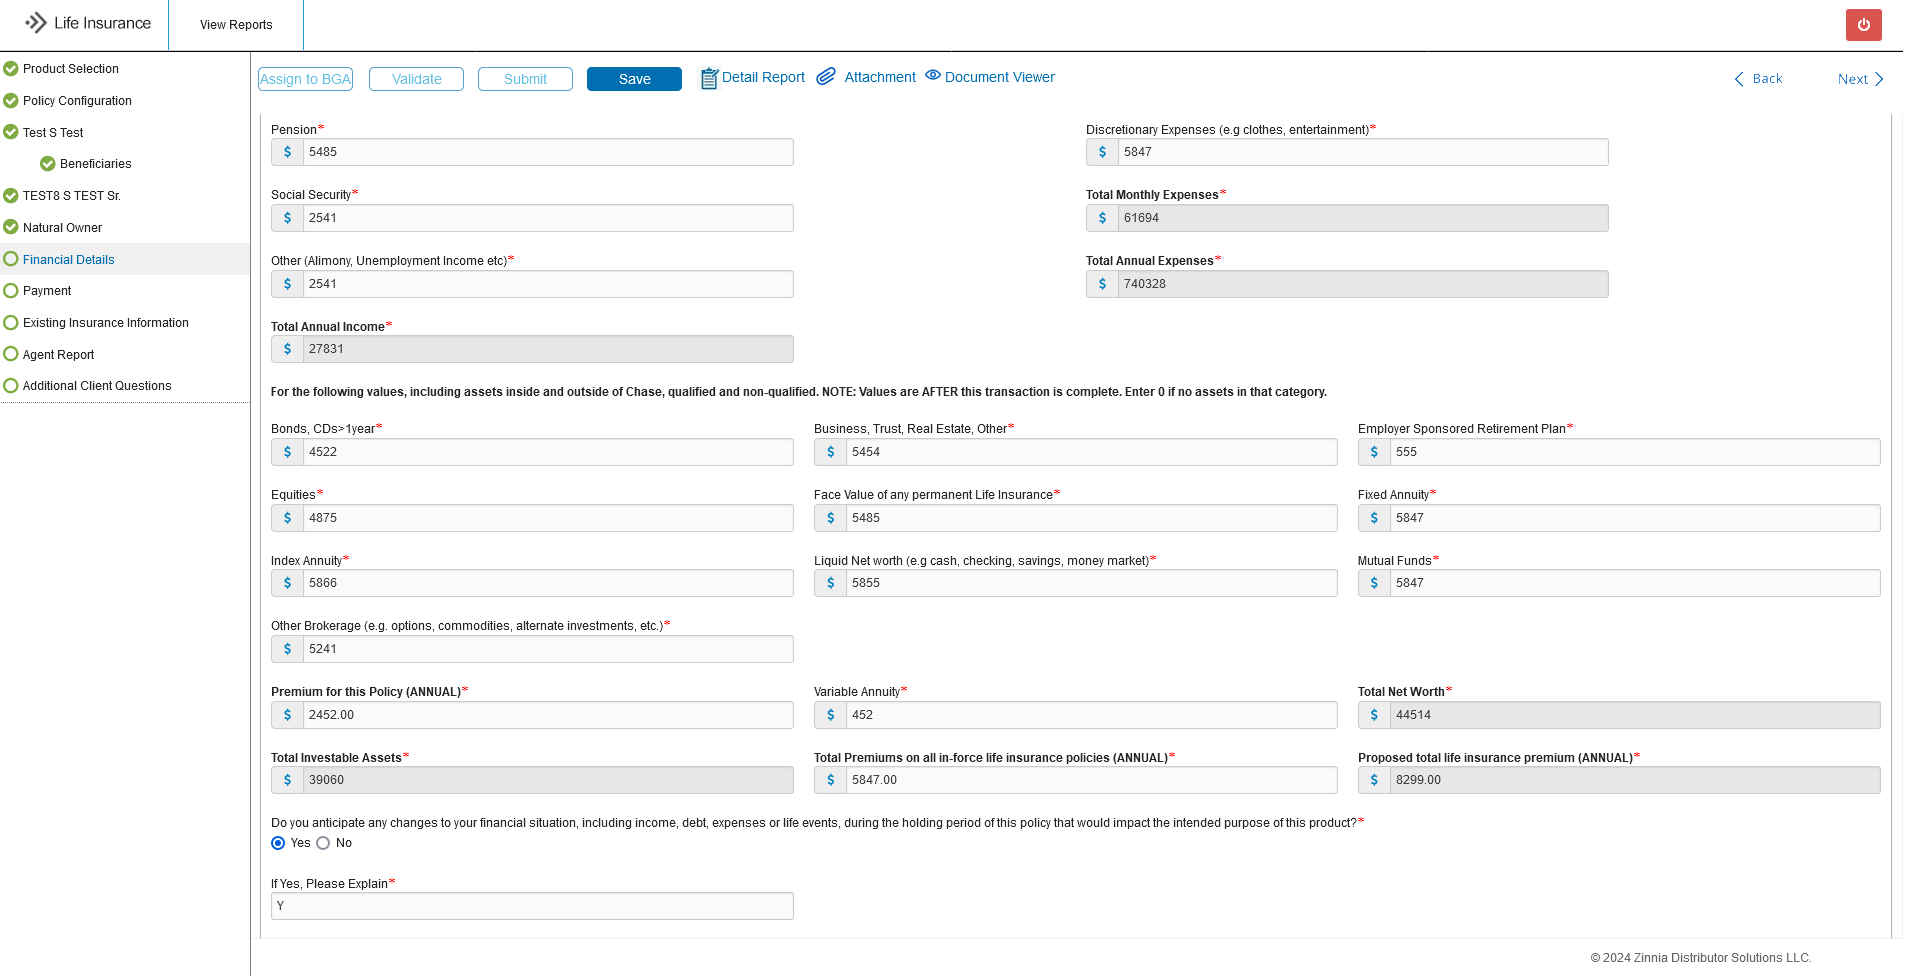 Life Insurance
View Reports
Product Selection
Policy Configuration
Test S Test
Beneficiaries
TEST8 S TEST Sr.
Natural Owner
Financial Details
Payment
Existing Insurance Information
Agent Report
Additional Client Questions
Assign to BGA Validate Submit Save Detail Report Attachment Document Viewer Back Next
Pension* Discretionary Expenses (e.g clothes, entertainment)*
$ 5485 $ 5847
Social Security* Total Monthly Expenses*
$ 2541 $ 61694
Other (Alimony, Unemployment Income etc)* Total Annual Expenses*
$ 2541 $ 740328
Total Annual Income*
$ 27831
For the following values, including assets inside and outside of Chase, qualified and non-qualified. NOTE: Values are AFTER this transaction is complete. Enter 0 if no assets in that category.
Bonds, CDs>1year* Business, Trust, Real Estate, Other* Employer Sponsored Retirement Plan*
$ 4522 $ 5454 $ 555
Equities* Face Value of any permanent Life Insurance* Fixed Annuity*
$ 4875 $ 5485 $ 5847
Index Annuity* Liquid Net worth (e.g cash, checking, savings, money market)* Mutual Funds*
$ 5866 $ 5855 $ 5847
Other Brokerage (e.g. options, commodities, alternate investments, etc.)*
$ 5241
Premium for this Policy (ANNUAL)* Variable Annuity* Total Net Worth*
$ 2452.00 $ 452 $ 44514
Total Investable Assets* Total Premiums on all in-force life insurance policies (ANNUAL)* Proposed total life insurance premium (ANNUAL)*
$ 39060 $ 5847.00 $ 8299.00
Do you anticipate any changes to your financial situation, including income, debt, expenses or life events, during the holding period of this policy that would impact the intended purpose of this product?*
Yes No
If Yes, Please Explain*
Y
© 2024 Zinnia Distributor Solutions LLC.